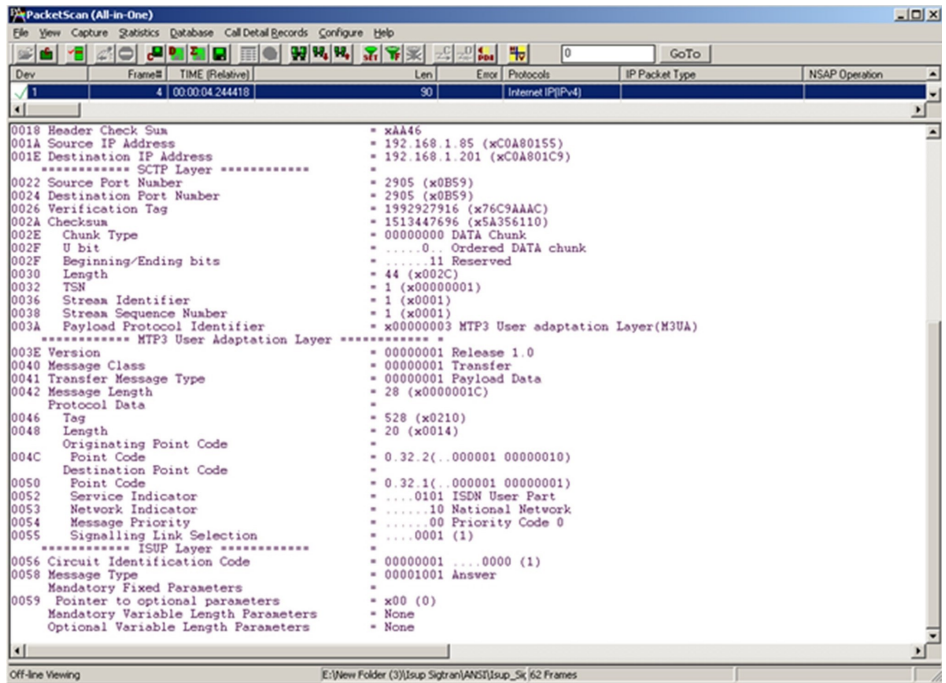 PacketScan (All-in-One)
File View Capture Statistics Database Call Detail Records Configure Help
0 GoTo
Dev Frame# TIME (Relative) Len Error Protocols IP Packet Type NSAP Operation
1 4 00:00:04.244418 90 Internet IP(IPv4)
0018 Header Check Sum = xAA46
001A Source IP Address = 192.168.1.85 (xC0A80155)
001E Destination IP Address = 192.168.1.201 (xC0A801C9)
============ SCTP Layer ============ =
0022 Source Port Number = 2905 (x0B59)
0024 Destination Port Number = 2905 (x0B59)
0026 Verification Tag = 1992927916 (x76C9AAAC)
002A Checksum = 1513447696 (x5A356110)
002E Chunk Type = 00000000 DATA Chunk
002F U bit = .....0.. Ordered DATA chunk
002F Beginning/Ending bits = ......11 Reserved
0030 Length = 44 (x002C)
0032 TSN = 1 (x00000001)
0036 Stream Identifier = 1 (x0001)
0038 Stream Sequence Number = 1 (x0001)
003A Payload Protocol Identifier = x00000003 MTP3 User adaptation Layer(M3UA)
============ MTP3 User Adaptation Layer ============ =
003E Version = 00000001 Release 1.0
0040 Message Class = 00000001 Transfer
0041 Transfer Message Type = 00000001 Payload Data
0042 Message Length = 28 (x0000001C)
Protocol Data =
0046 Tag = 528 (x0210)
0048 Length = 20 (x0014)
Originating Point Code =
004C Point Code = 0.32.2(..000001 00000010)
Destination Point Code =
0050 Point Code = 0.32.1(..000001 00000001)
0052 Service Indicator = ....0101 ISDN User Part
0053 Network Indicator = ......10 National Network
0054 Message Priority = ......00 Priority Code 0
0055 Signalling Link Selection = ....0001 (1)
============ ISUP Layer ============ =
0056 Circuit Identification Code = 00000001 ....0000 (1)
0058 Message Type = 00001001 Answer
Mandatory Fixed Parameters =
0059 Pointer to optional parameters = x00 (0)
Mandatory Variable Length Parameters = None
Optional Variable Length Parameters = None
Off-line Viewing E:\New Folder (3)\Isup Sigtran\ANSI\Isup_Sig 62 Frames